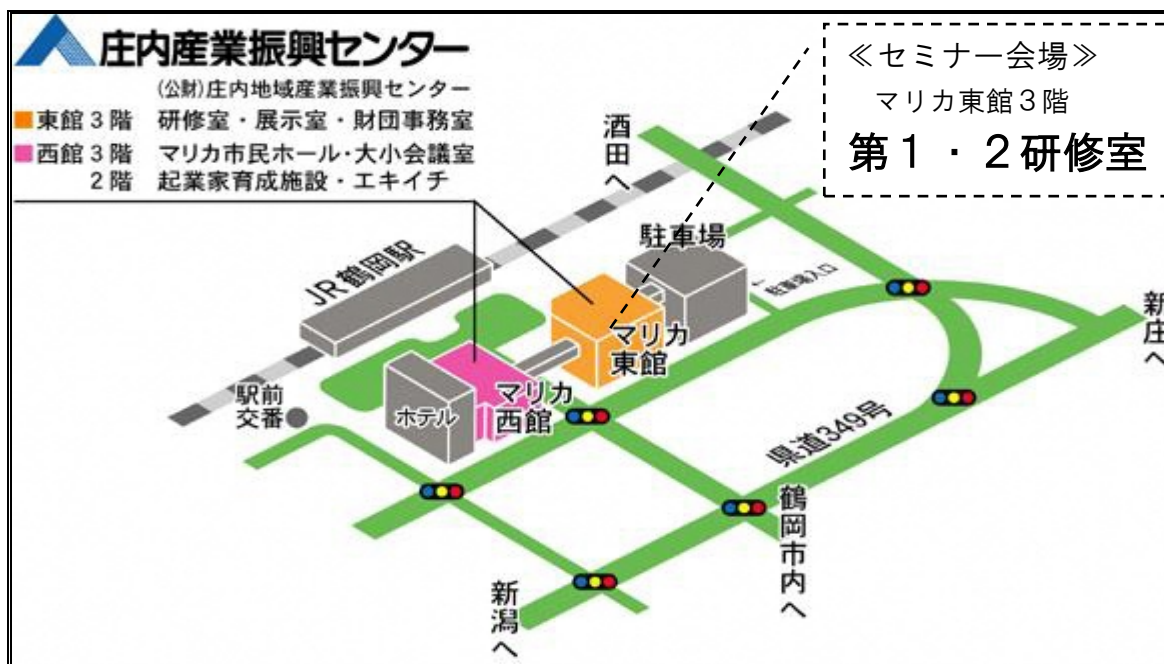 庄内産業振興センター
(公財)庄内地域産業振興センター
東館3階 研修室・展示室・財団事務室
西館3階 マリカ市民ホール・大小会議室
2階 起業家育成施設・エキイチ
≪セミナー会場≫
マリカ東館3階
第1・2研修室
酒田へ
駐車場
JR鶴岡駅
←駐車場入口
新庄へ
マリカ
東館
駅前
交番
ホテル
マリカ
西館
県道349号
鶴岡市内へ
新潟へ